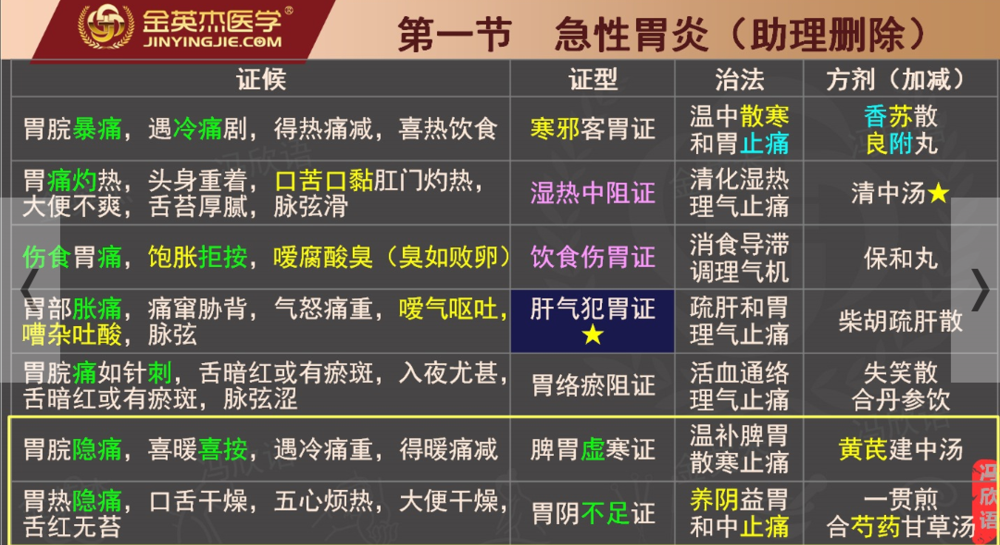 金英杰医学®
JINYINGJIE.COM
第一节 急性胃炎（助理删除）
证候 证型 治法 方剂（加减）
胃脘暴痛，遇冷痛剧，得热痛减，喜热饮食
寒邪客胃证
温中散寒
和胃止痛
香苏散
良附丸
胃痛灼热，头身重着，口苦口黏肛门灼热，
大便不爽，舌苔厚腻，脉弦滑
湿热中阻证
清化湿热
理气止痛
清中汤★
伤食胃痛，饱胀拒按，嗳腐酸臭（臭如败卵）
饮食伤胃证
消食导滞
调理气机
保和丸
胃部胀痛，痛窜胁背，气怒痛重，嗳气呕吐，
嘈杂吐酸，脉弦
肝气犯胃证
★
疏肝和胃
理气止痛
柴胡疏肝散
胃脘痛如针刺，舌暗红或有瘀斑，入夜尤甚，
舌暗红或有瘀斑，脉弦涩
胃络瘀阻证
活血通络
理气止痛
失笑散
合丹参饮
胃脘隐痛，喜暖喜按，遇冷痛重，得暖痛减
脾胃虚寒证
温补脾胃
散寒止痛
黄芪建中汤
胃热隐痛，口舌干燥，五心烦热，大便干燥，
舌红无苔
胃阴不足证
养阴益胃
和中止痛
一贯煎
合芍药甘草汤
冯欣语